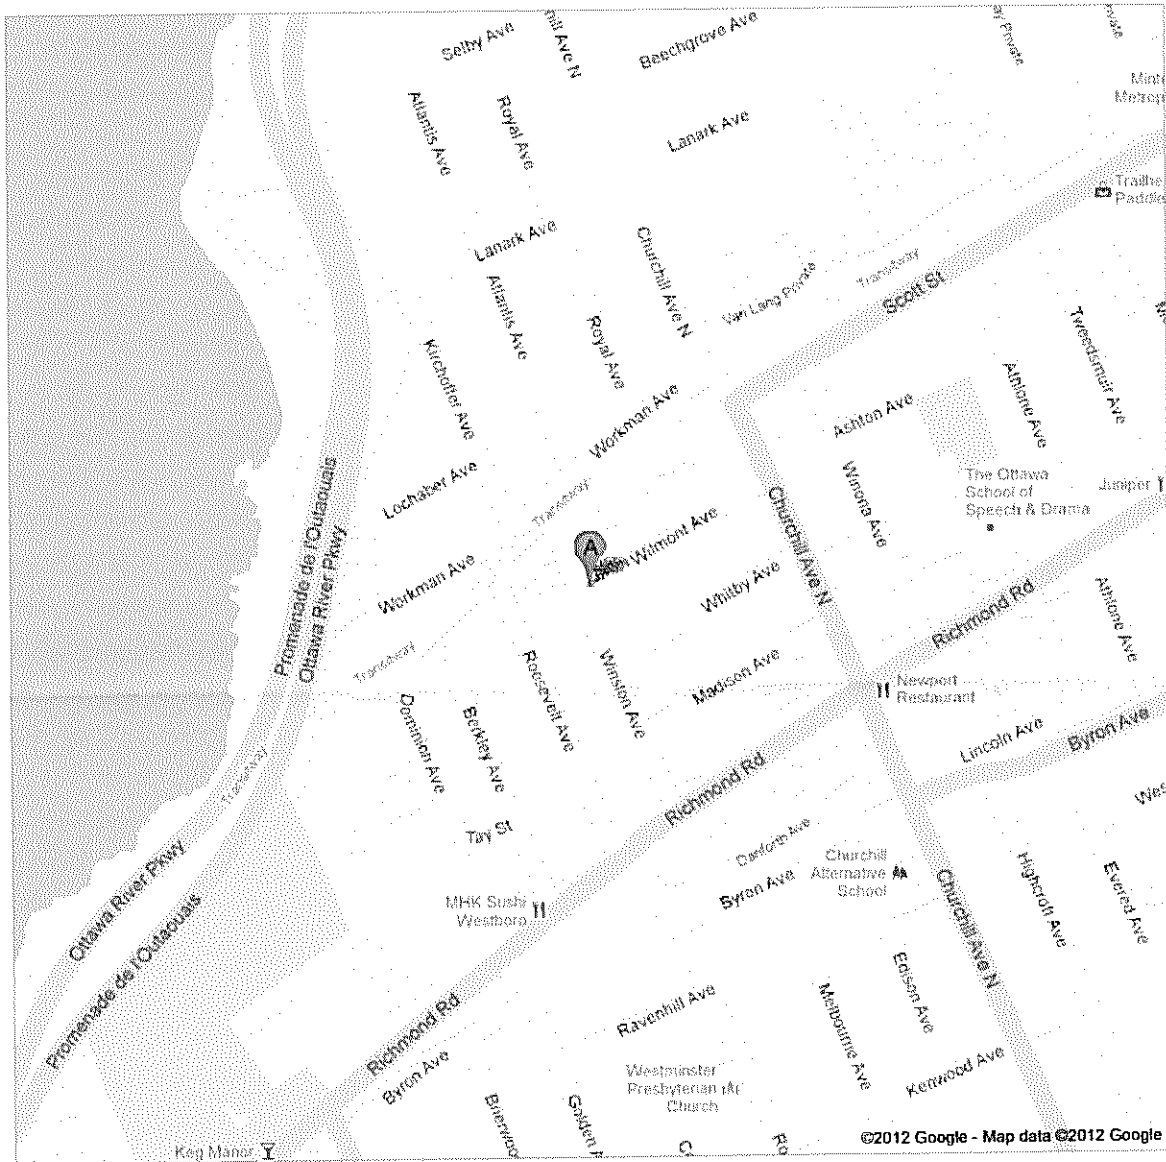 Selby Ave
Beechgrove Ave
Atlantis Ave
Royal Ave
Lanark Ave
Lanark Ave
Churchill Ave N
Atlantis Ave
Royal Ave
Kirchoffer Ave
Van Lang Private
Transitway
Scott St
Workman Ave
Ashton Ave
Athlone Ave
Tweedsmuir Ave
Lochaber Ave
Transitway
Winona Ave
The Ottawa
School of
Speech & Drama
Juniper
Churchill Ave N
A
Wilmont Ave
Whitby Ave
Workman Ave
Promenade de l'Outaouais
Ottawa River Pkwy
Transitway
Richmond Rd
Athlone Ave
Roosevelt Ave
Winston Ave
Madison Ave
Newport
Restaurant
Dominion Ave
Berkley Ave
Lincoln Ave
Byron Ave
Transitway
Richmond Rd
Tay St
Danforth Ave
Byron Ave
Churchill
Alternative
School
Highcroft Ave
Evered Ave
Churchill Ave N
MHK Sushi
Westboro
Ottawa River Pkwy
Promenade de l'Outaouais
Edison Ave
Melbourne Ave
Ravenhill Ave
Richmond Rd
Byron Ave
Kenwood Ave
Westminster
Presbyterian
Church
Keg Manor
©2012 Google - Map data ©2012 Google